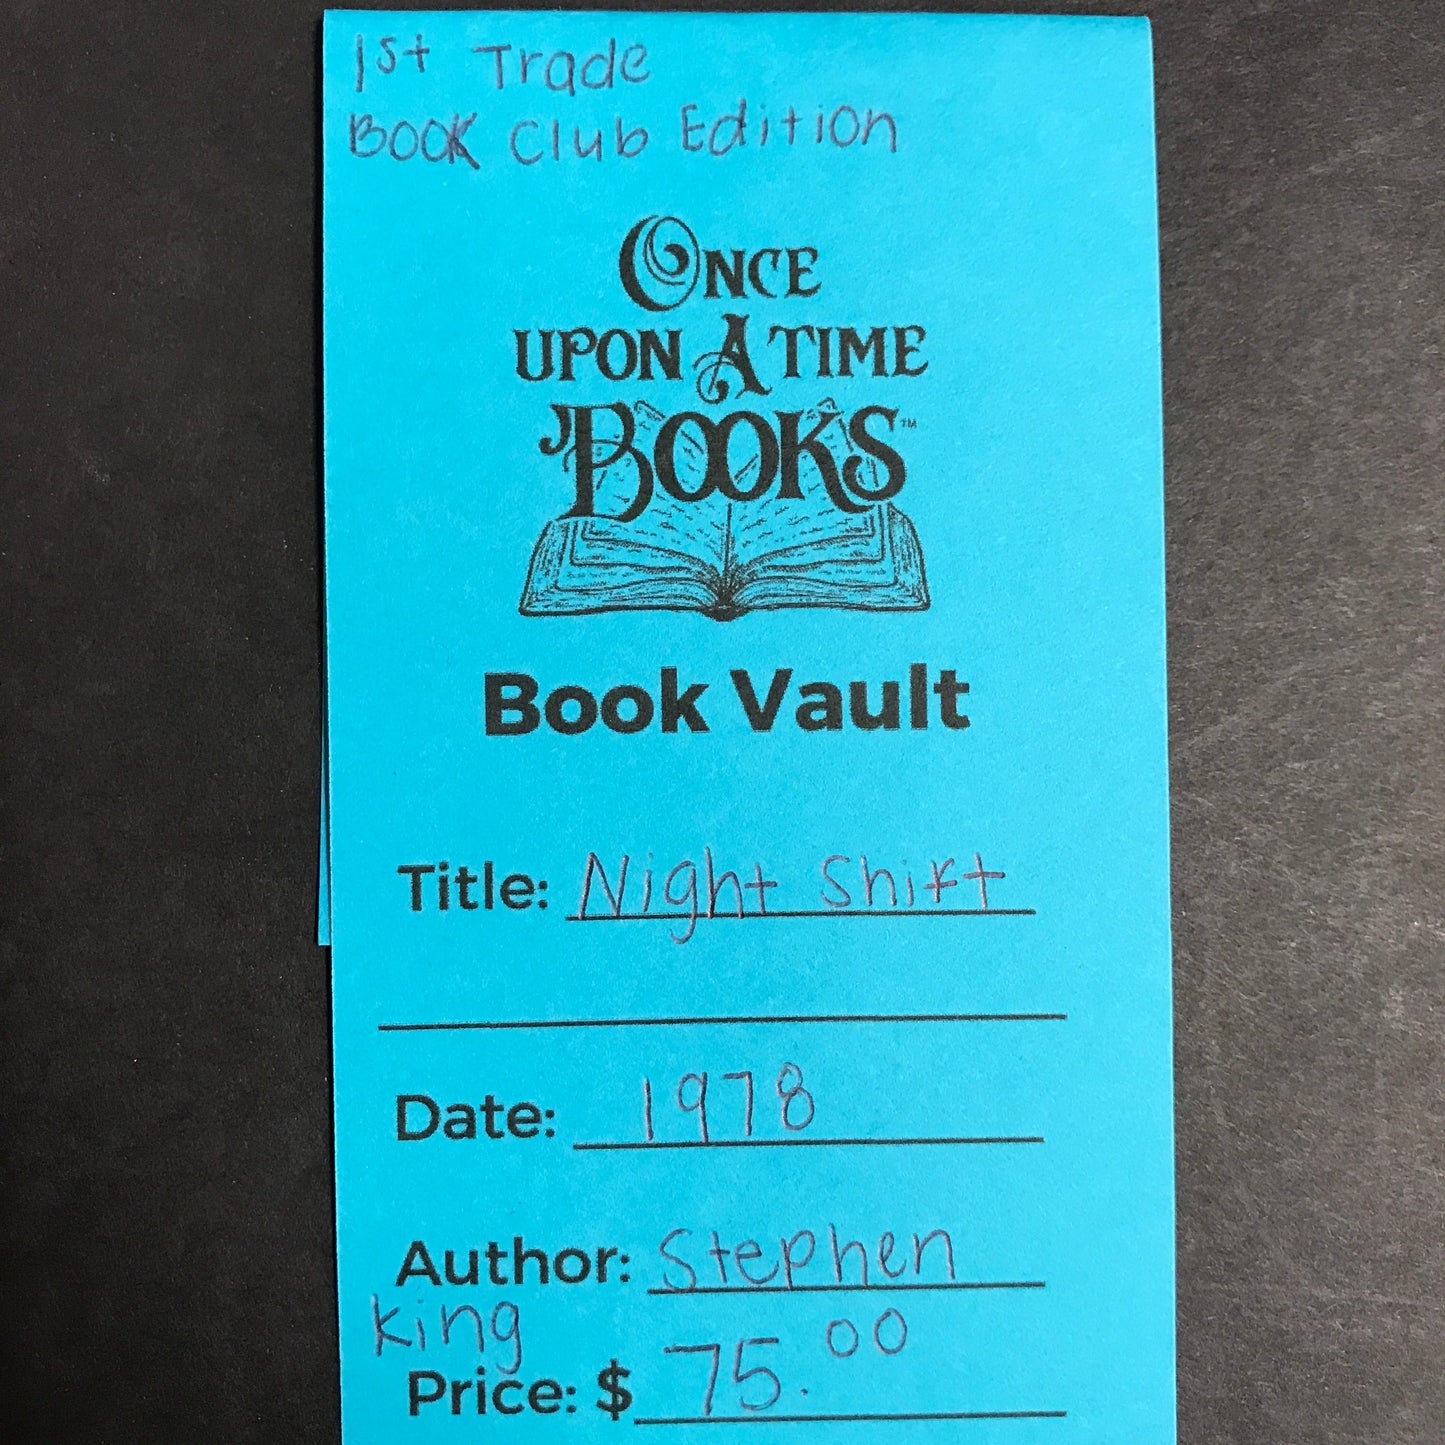 1st Trade
Book Club Edition
ONCE
UPON A TIME
BOOKS™
Book Vault
Title: Night Shift
Date: 1978
Author: Stephen
King
Price: $ 75.00